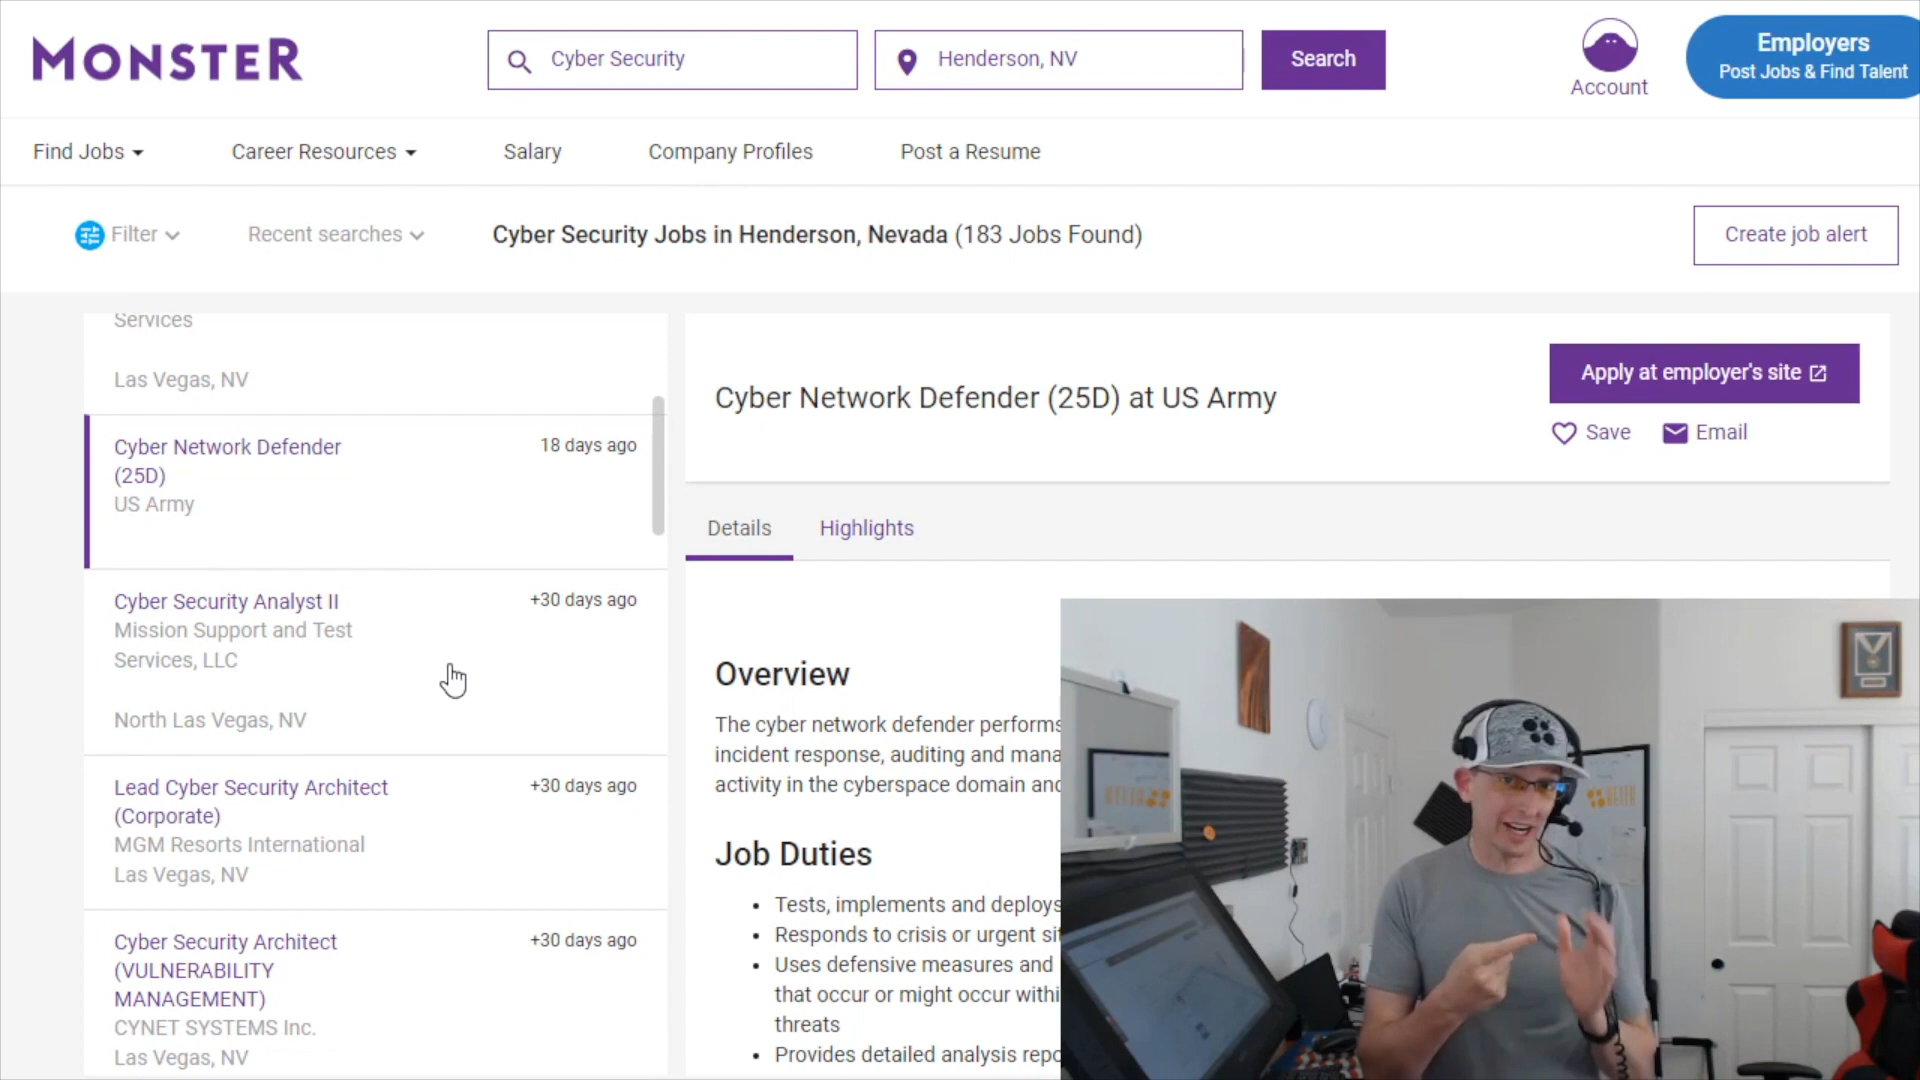 MONSTER
Cyber Security
Henderson, NV
Search
Account
Employers
Post Jobs & Find Talent
Find Jobs
Career Resources
Salary
Company Profiles
Post a Resume
Filter
Recent searches
Cyber Security Jobs in Henderson, Nevada (183 Jobs Found)
Create job alert
Services
Las Vegas, NV
Cyber Network Defender
(25D)
18 days ago
US Army
Cyber Security Analyst II
+30 days ago
Mission Support and Test
Services, LLC
North Las Vegas, NV
Lead Cyber Security Architect
(Corporate)
+30 days ago
MGM Resorts International
Las Vegas, NV
Cyber Security Architect
(VULNERABILITY
MANAGEMENT)
+30 days ago
CYNET SYSTEMS Inc.
Las Vegas, NV
Cyber Network Defender (25D) at US Army
Apply at employer's site
Save
Email
Details
Highlights
Overview
The cyber network defender performs
incident response, auditing and mana
activity in the cyberspace domain and
Job Duties
• Tests, implements and deploys
• Responds to crisis or urgent sit
• Uses defensive measures and
that occur or might occur withi
threats
• Provides detailed analysis repo